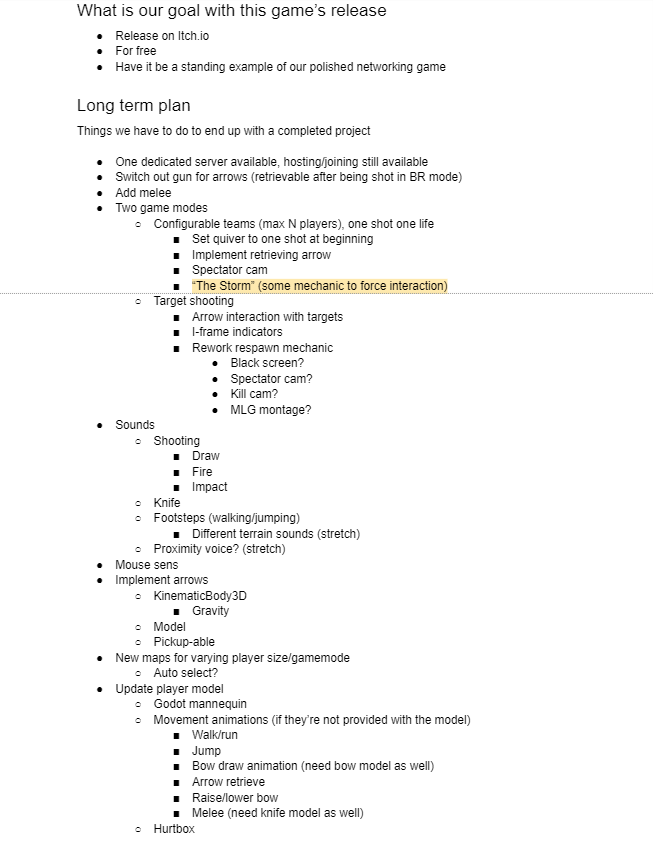 What is our goal with this game's release
● Release on Itch.io
● For free
● Have it be a standing example of our polished networking game
Long term plan
Things we have to do to end up with a completed project
● One dedicated server available, hosting/joining still available
● Switch out gun for arrows (retrievable after being shot in BR mode)
● Add melee
● Two game modes
○ Configurable teams (max N players), one shot one life
■ Set quiver to one shot at beginning
■ Implement retrieving arrow
■ Spectator cam
■ “The Storm” (some mechanic to force interaction)
○ Target shooting
■ Arrow interaction with targets
■ I-frame indicators
■ Rework respawn mechanic
● Black screen?
● Spectator cam?
● Kill cam?
● MLG montage?
● Sounds
○ Shooting
■ Draw
■ Fire
■ Impact
○ Knife
○ Footsteps (walking/jumping)
■ Different terrain sounds (stretch)
○ Proximity voice? (stretch)
● Mouse sens
● Implement arrows
○ KinematicBody3D
■ Gravity
○ Model
○ Pickup-able
● New maps for varying player size/gamemode
○ Auto select?
● Update player model
○ Godot mannequin
○ Movement animations (if they're not provided with the model)
■ Walk/run
■ Jump
■ Bow draw animation (need bow model as well)
■ Arrow retrieve
■ Raise/lower bow
■ Melee (need knife model as well)
○ Hurtbox